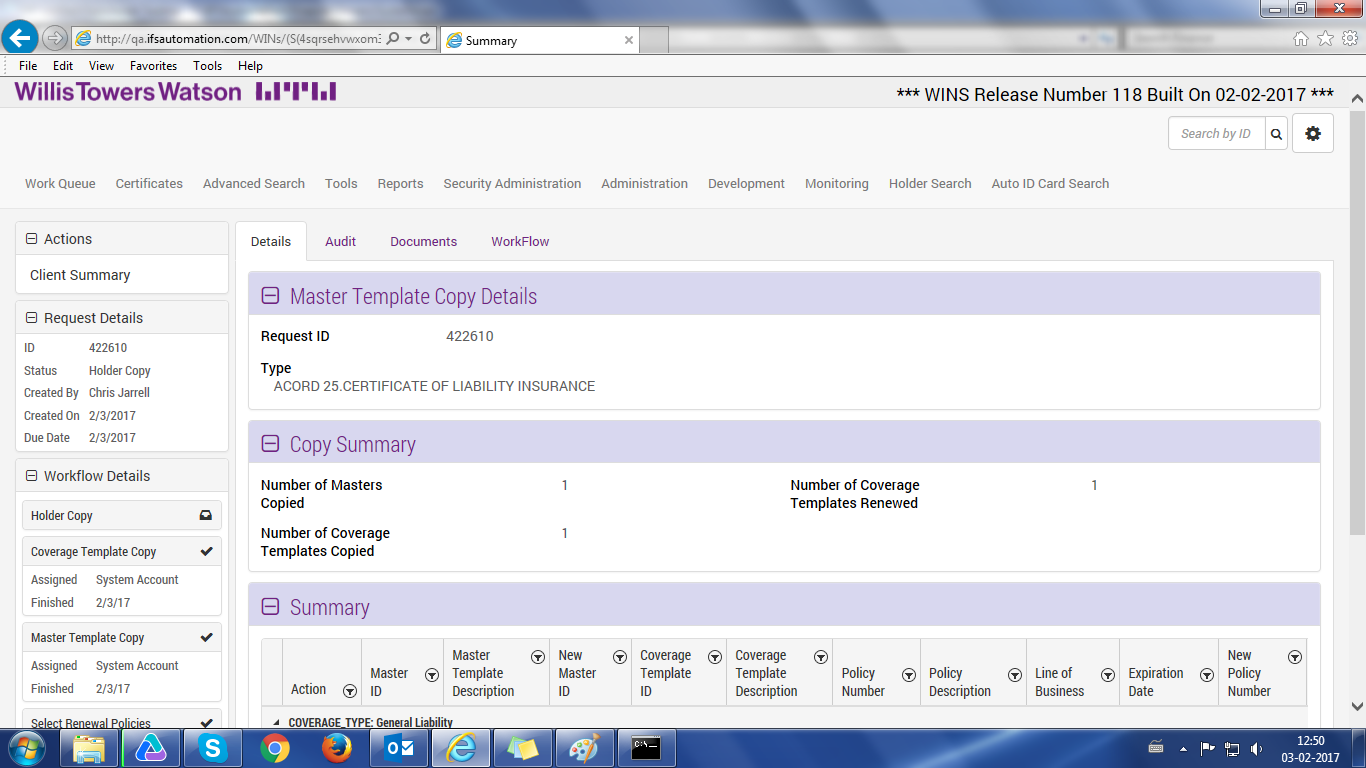 http://qa.ifsautomation.com/WINs/(S(4sqrsehvwxom3
Summary
File Edit View Favorites Tools Help
WillisTowersWatson
*** WINS Release Number 118 Built On 02-02-2017 ***
Search by ID
Work Queue Certificates Advanced Search Tools Reports Security Administration Administration Development Monitoring Holder Search Auto ID Card Search
Actions
Client Summary
Request Details
ID 422610
Status Holder Copy
Created By Chris Jarrell
Created On 2/3/2017
Due Date 2/3/2017
Workflow Details
Holder Copy
Coverage Template Copy
Assigned System Account
Finished 2/3/17
Master Template Copy
Assigned System Account
Finished 2/3/17
Select Renewal Policies
Details Audit Documents WorkFlow
Master Template Copy Details
Request ID 422610
Type
ACORD 25.CERTIFICATE OF LIABILITY INSURANCE
Copy Summary
Number of Masters Copied 1
Number of Coverage Templates Renewed 1
Number of Coverage Templates Copied 1
Summary
Action
Master ID
Master Template Description
New Master ID
Coverage Template ID
Coverage Template Description
Policy Number
Policy Description
Line of Business
Expiration Date
New Policy Number
COVERAGE_TYPE: General Liability
12:50
03-02-2017